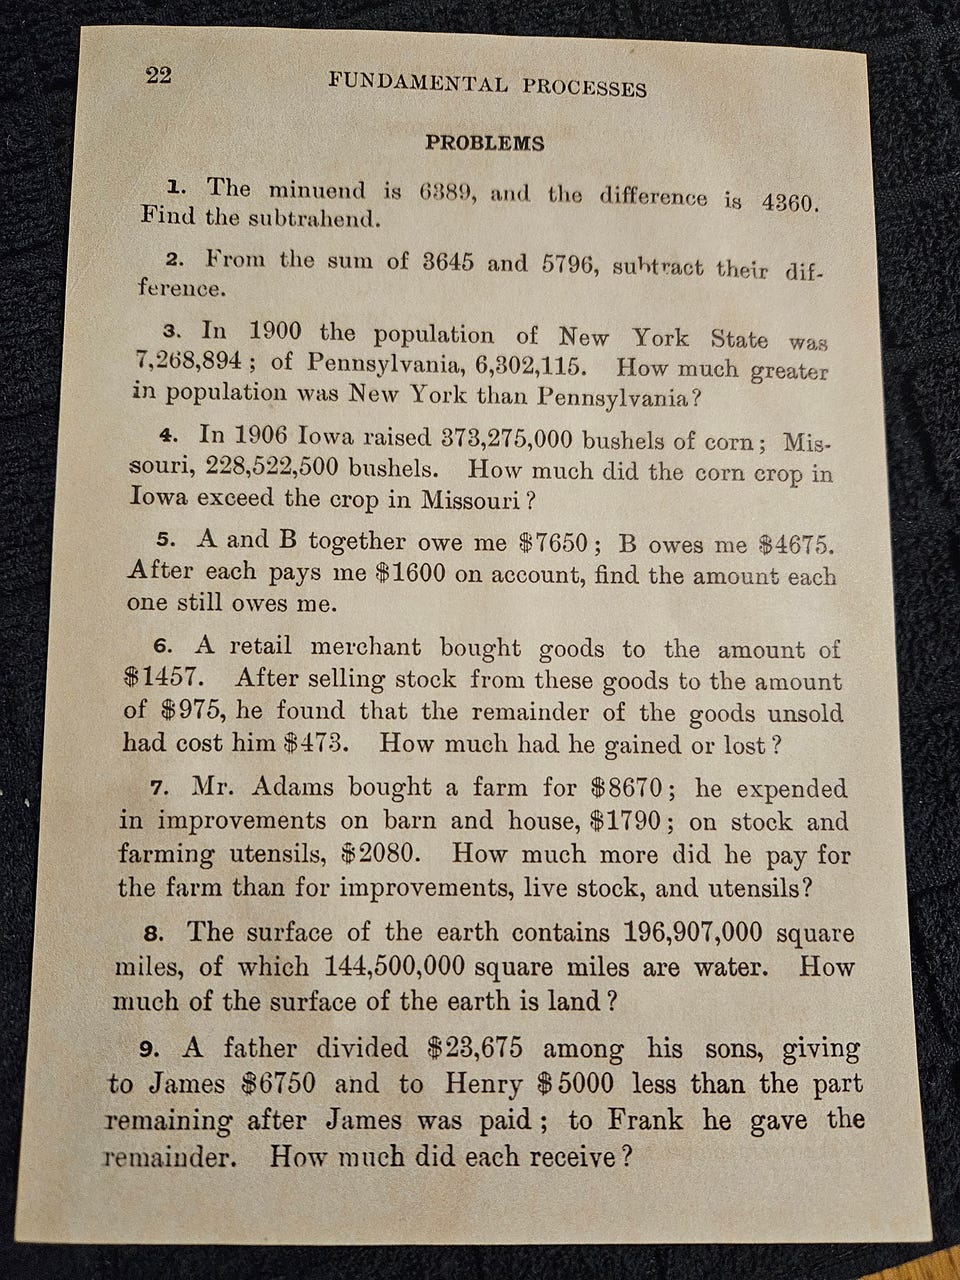 22 FUNDAMENTAL PROCESSES
PROBLEMS
1. The minuend is 6389, and the difference is 4360.
Find the subtrahend.
2. From the sum of 3645 and 5796, subtract their dif-
ference.
3. In 1900 the population of New York State was
7,268,894; of Pennsylvania, 6,302,115. How much greater
in population was New York than Pennsylvania?
4. In 1906 Iowa raised 373,275,000 bushels of corn; Mis-
souri, 228,522,500 bushels. How much did the corn crop in
Iowa exceed the crop in Missouri?
5. A and B together owe me $7650; B owes me $4675.
After each pays me $1600 on account, find the amount each
one still owes me.
6. A retail merchant bought goods to the amount of
$1457. After selling stock from these goods to the amount
of $975, he found that the remainder of the goods unsold
had cost him $473. How much had he gained or lost?
7. Mr. Adams bought a farm for $8670; he expended
in improvements on barn and house, $1790; on stock and
farming utensils, $2080. How much more did he pay for
the farm than for improvements, live stock, and utensils?
8. The surface of the earth contains 196,907,000 square
miles, of which 144,500,000 square miles are water. How
much of the surface of the earth is land?
9. A father divided $23,675 among his sons, giving
to James $6750 and to Henry $5000 less than the part
remaining after James was paid; to Frank he gave the
remainder. How much did each receive?